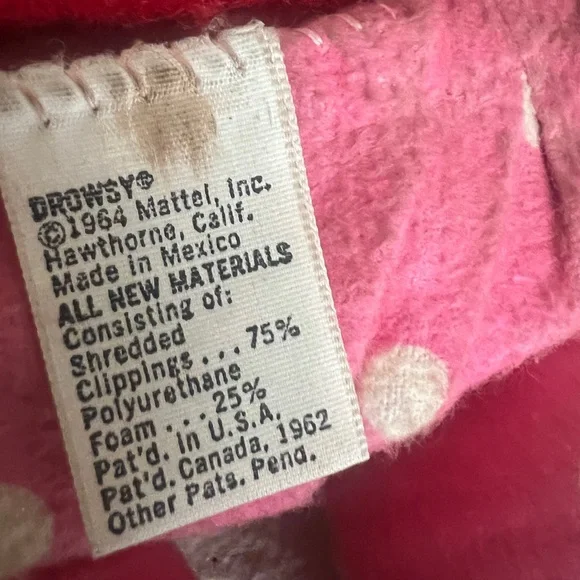 DROWSY®
©1964 Mattel, Inc.
Hawthorne, Calif.
Made in Mexico
ALL NEW MATERIALS
Consisting of:
Shredded
Clippings...75%
Polyurethane
Foam...25%
Pat'd. in U.S.A.
Pat'd. Canada, 1962
Other Pats. Pend.